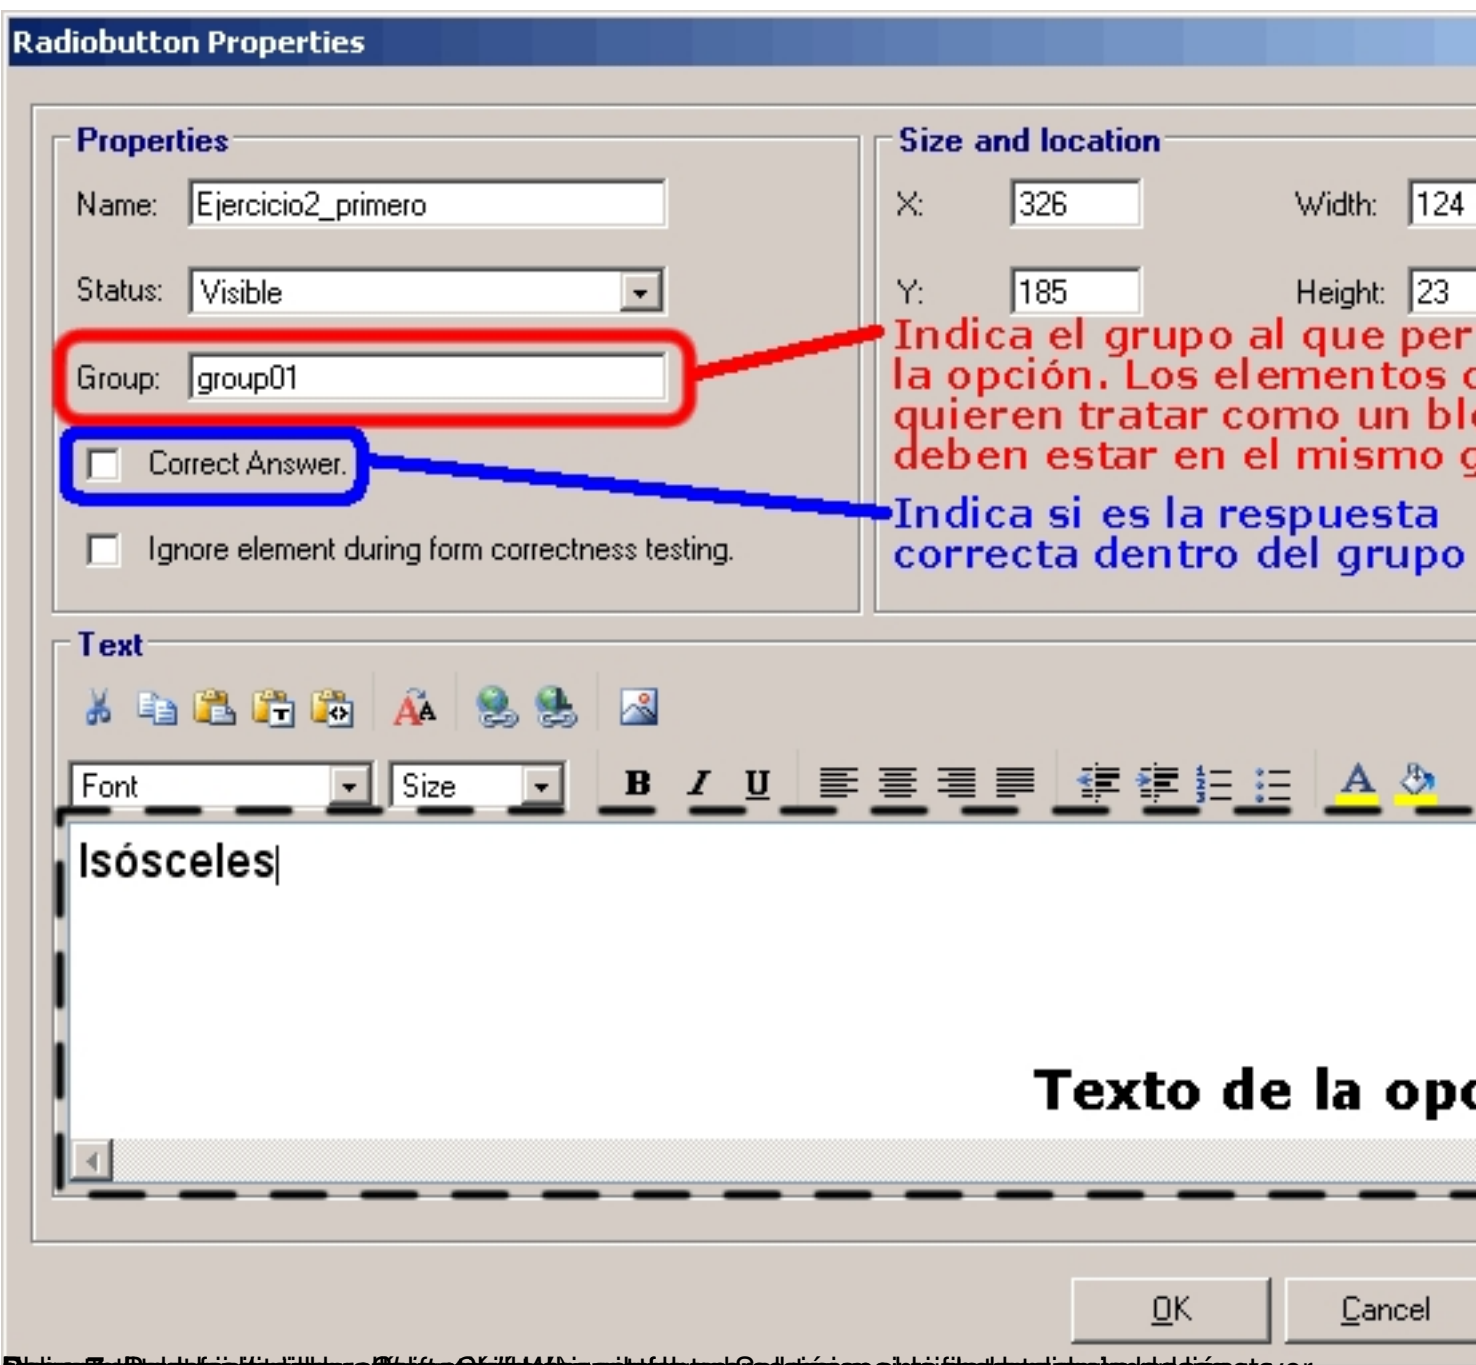 Radiobutton Properties
Properties
Name: Ejercicio2_primero
Status: Visible
Group: group01
Correct Answer.
Ignore element during form correctness testing.
Size and location
X: 326 Width: 124
Y: 185 Height: 23
Indica el grupo al que per
la opción. Los elementos
quieren tratar como un
deben estar en el mismo
Indica si es la respuesta
correcta dentro del grupo
Text
Font Size B I U A
Isósceles
Texto de la
OK Cancel